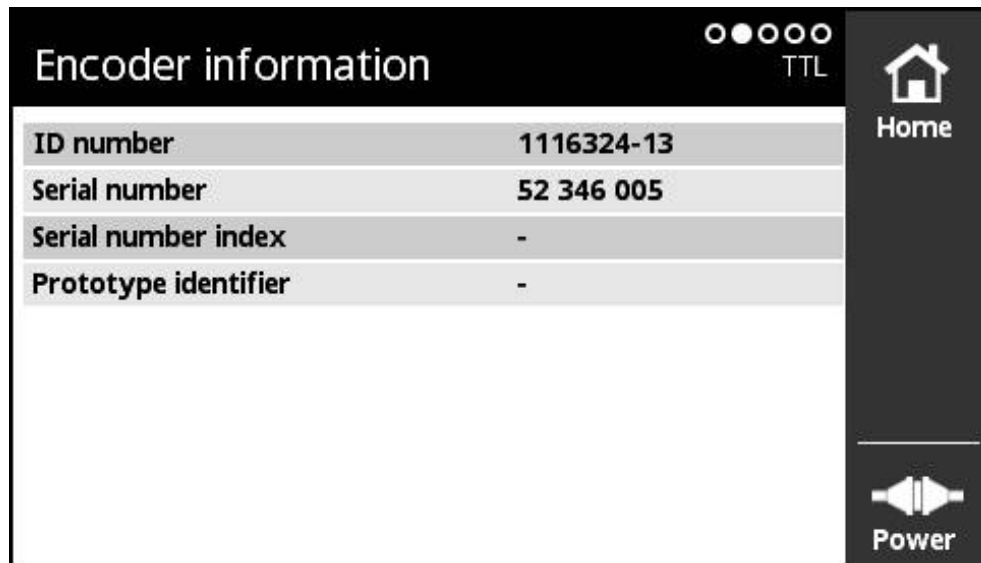 Encoder information
TTL
Home
ID number 1116324-13
Serial number 52 346 005
Serial number index -
Prototype identifier -
Power